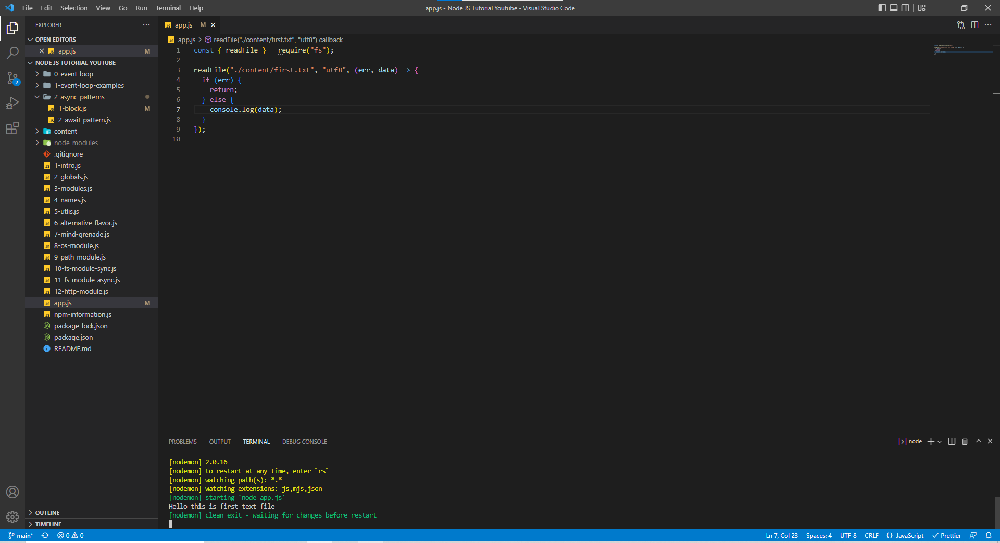 File Edit Selection View Go Run Terminal Help
app.js - Node JS Tutorial Youtube - Visual Studio Code
EXPLORER
OPEN EDITORS
app.js M
NODE JS TUTORIAL YOUTUBE
0-event-loop
1-event-loop-examples
2-async-patterns
1-block.js M
2-await-pattern.js
content
node_modules
.gitignore
1-intro.js
2-globals.js
3-modules.js
4-names.js
5-utlis.js
6-alternative-flavor.js
7-mind-grenade.js
8-os-module.js
9-path-module.js
10-fs-module-sync.js
11-fs-module-async.js
12-http-module.js
app.js M
npm-information.js
package-lock.json
package.json
README.md
OUTLINE
TIMELINE
app.js M
app.js > readFile("./content/first.txt", "utf8") callback
1 const { readFile } = require("fs");
2
3 readFile("./content/first.txt", "utf8", (err, data) => {
4 if (err) {
5 return;
6 } else {
7 console.log(data);
8 }
9 });
10
PROBLEMS OUTPUT TERMINAL DEBUG CONSOLE
node
[nodemon] 2.0.16
[nodemon] to restart at any time, enter `rs`
[nodemon] watching path(s): *.*
[nodemon] watching extensions: js,mjs,json
[nodemon] starting `node app.js`
Hello this is first text file
[nodemon] clean exit - waiting for changes before restart
main* 0 0
Ln 7, Col 23 Spaces: 4 UTF-8 CRLF {} JavaScript Prettier